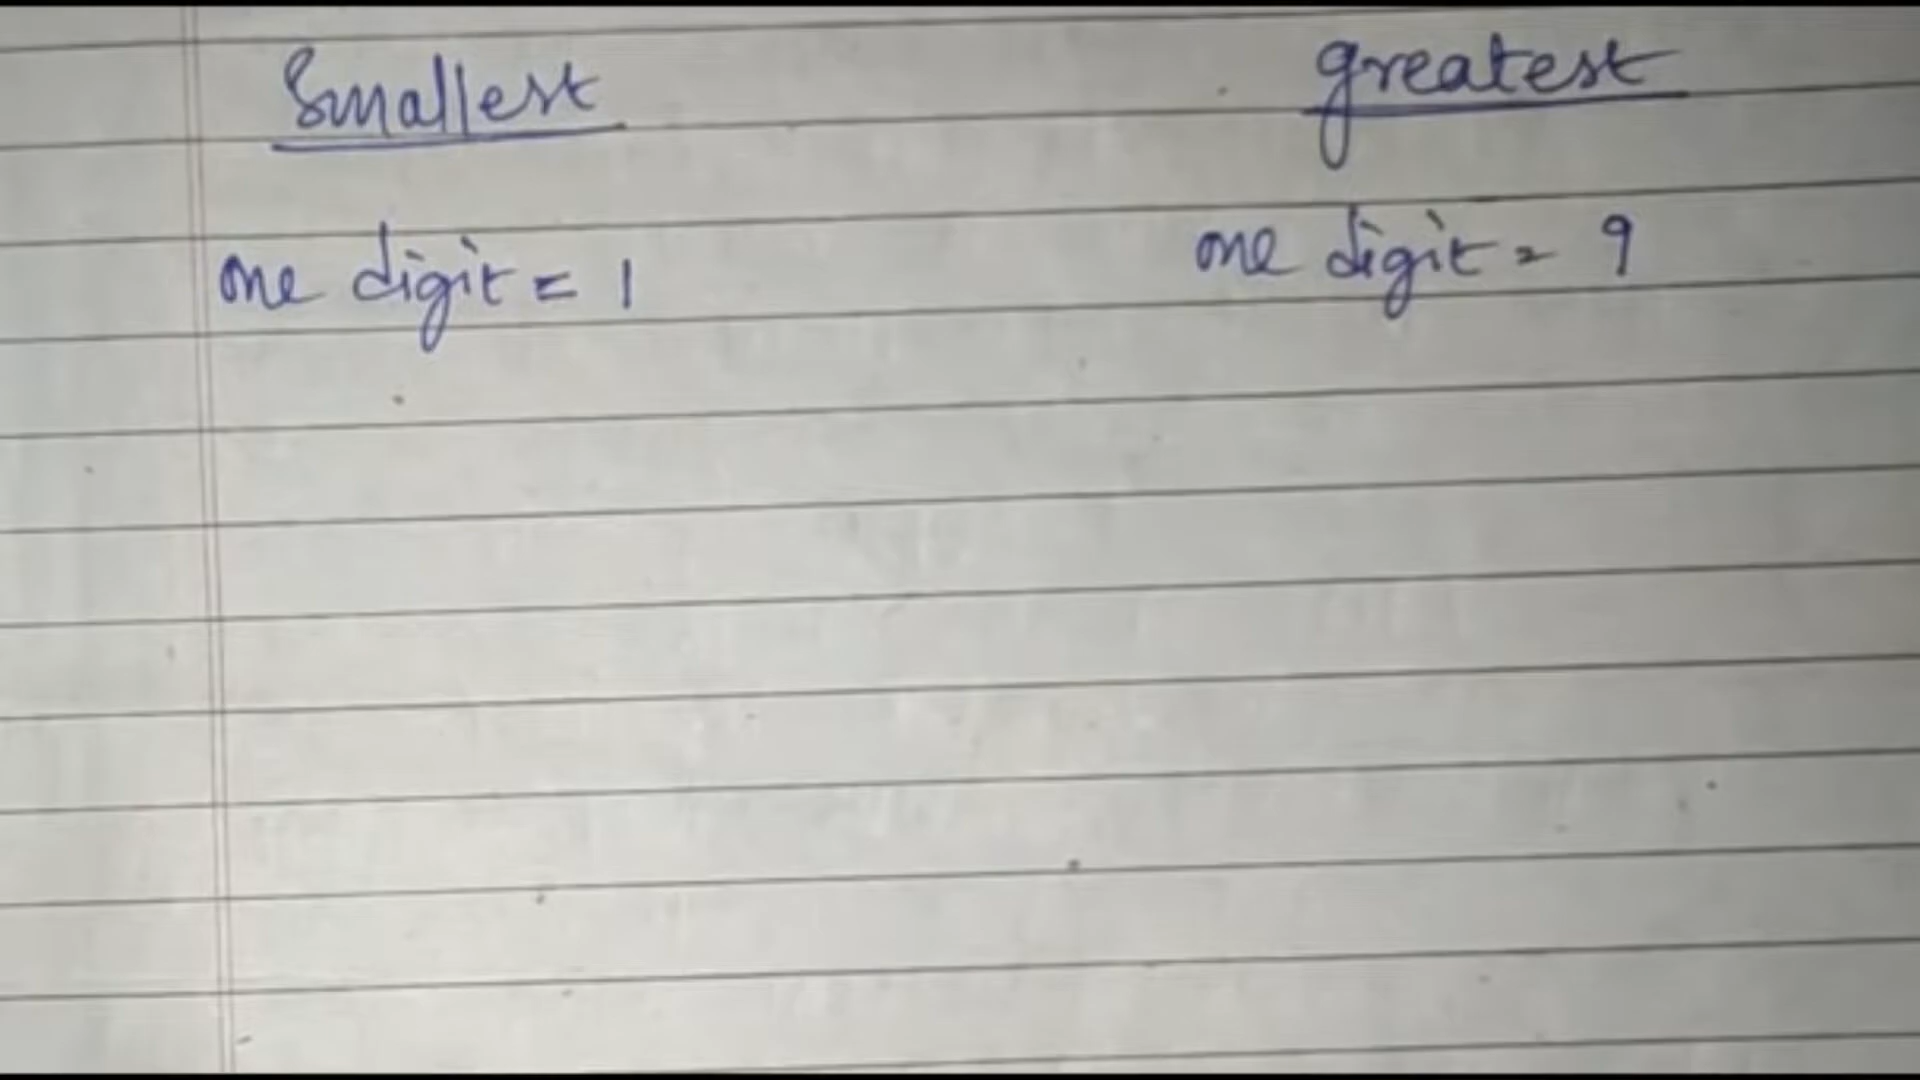 Smallest greatest
one digit = 1 one digit = 9